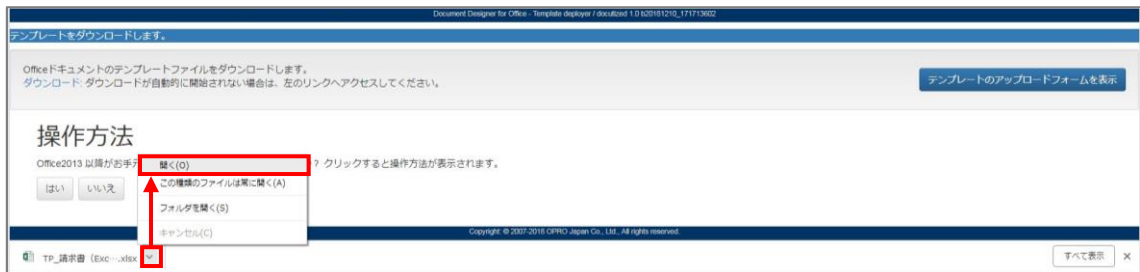 Document Designer for Office - Template deployer / docutized 1.0 b20181210_171713602
テンプレートをダウンロードします。
Officeドキュメントのテンプレートファイルをダウンロードします。
ダウンロード: ダウンロードが自動的に開始されない場合は、左のリンクへアクセスしてください。
テンプレートのアップロードフォームを表示
操作方法
Office2013 以降がお手元 ? クリックすると操作方法が表示されます。
はい いいえ
開く(O)
この種類のファイルは常に開く(A)
フォルダを開く(S)
キャンセル(C)
Copyright: © 2007-2018 OPRO Japan Co., Ltd., All rights reserved.
TP_請求書 (Exc….xlsx
すべて表示